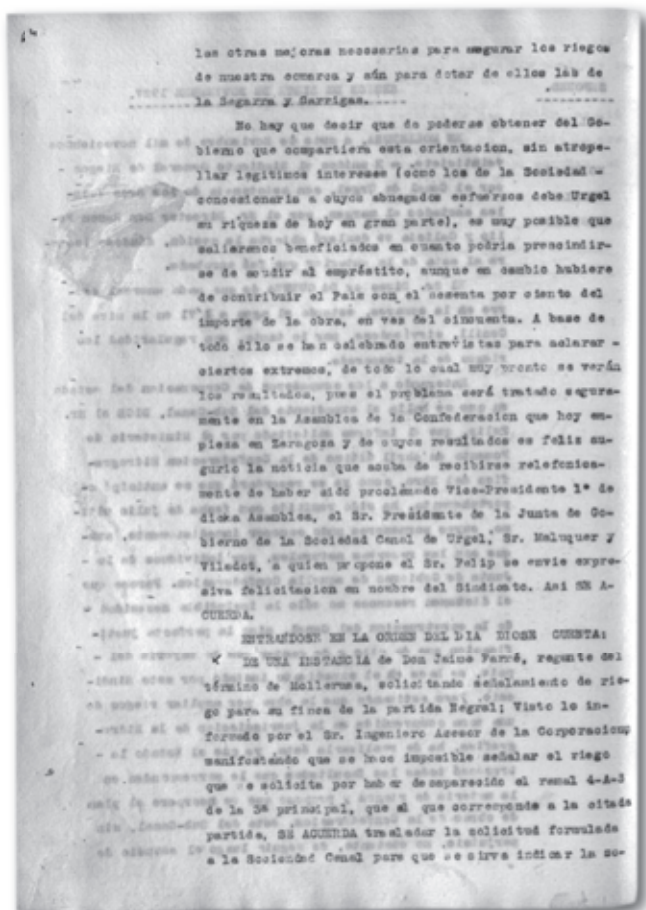 las otras mejoras necesarias para asegurar los riegos
de nuestra comarca y aún para dotar de ellos lab de
la Segarra y Garrigas.
No hay que decir que de poderse obtener del Go-
bierno que compartiera esta orientacion, sin atrope-
llar legitimos intereses (como los de la Sociedad -
concesionaria a cuyos abnegados esfuerzos debe Urgel
su riqueza de hoy en gran parte), es muy posible que
salieramos beneficiados en cuanto podria prescindir-
se de acudir al empréstito, aunque en cambio hubiere
de contribuir el Pais con el sesenta por ciento del
importe de la obra, en vez del cincuenta. A base de
todo éllo se han celebrado entrevistas para aclarar -
ciertos extremos, de todo lo cual muy pronto se verán
los resultados, pues el problema será tratado segura-
mente en la Asamblea de la Confederacion que hoy em-
pieza en Zaragoza y de cuyos resultados es feliz au-
gurio la noticia que acaba de recibirse relefonica-
mente de haber sido proclamado Vice-Presidente 1º de
dicha Asamblea, el Sr. Presidente de la Junta de Go-
bierno de la Sociedad Canal de Urgel, Sr. Maluquer y
Viladot, a quien propone el Sr. Felip se envie expre-
siva felicitacion en nombre del Sindicato. Asi SE A-
CUERDA.
ENTRANDOSE EN LA ORDEN DEL DIA DIOSE CUENTA:
DE UNA INSTANCIA de Don Jaime Farré, regante del
término de Mollerusa, solicitando señalamiento de rie-
go para su finca de la partida Negral; Visto lo in-
formado por el Sr. Ingeniero Asesor de la Corporacion,
manifestando que se hace imposible señalar el riego
que se solicita por haber desaparecido el ramal 4-A-3
de la 3ª principal, que al que corresponde a la citada
partida, SE ACUERDA trasladar la solicitud formulada
a la Sociedad Canal para que se sirva indicar la so-